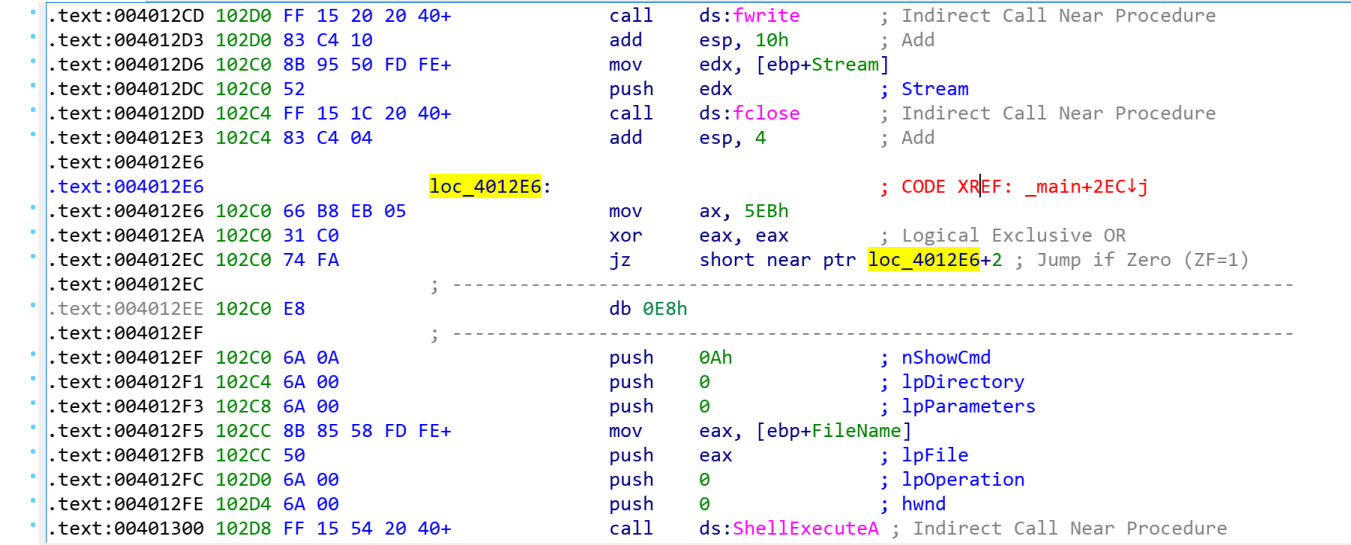 .text:004012CD 102D0 FF 15 20 20 40+ call ds:fwrite ; Indirect Call Near Procedure
.text:004012D3 102D0 83 C4 10 add esp, 10h ; Add
.text:004012D6 102C0 8B 95 50 FD FE+ mov edx, [ebp+Stream]
.text:004012DC 102C0 52 push edx ; Stream
.text:004012DD 102C4 FF 15 1C 20 40+ call ds:fclose ; Indirect Call Near Procedure
.text:004012E3 102C4 83 C4 04 add esp, 4 ; Add
.text:004012E6
.text:004012E6 loc_4012E6: ; CODE XREF: _main+2EC↓j
.text:004012E6 102C0 66 B8 EB 05 mov ax, 5EBh
.text:004012EA 102C0 31 C0 xor eax, eax ; Logical Exclusive OR
.text:004012EC 102C0 74 FA jz short near ptr loc_4012E6+2 ; Jump if Zero (ZF=1)
.text:004012EC ; ---------------------------------------------------------------------------
.text:004012EE 102C0 E8 db 0E8h
.text:004012EF ; ---------------------------------------------------------------------------
.text:004012EF 102C0 6A 0A push 0Ah ; nShowCmd
.text:004012F1 102C4 6A 00 push 0 ; lpDirectory
.text:004012F3 102C8 6A 00 push 0 ; lpParameters
.text:004012F5 102CC 8B 85 58 FD FE+ mov eax, [ebp+FileName]
.text:004012FB 102CC 50 push eax ; lpFile
.text:004012FC 102D0 6A 00 push 0 ; lpOperation
.text:004012FE 102D4 6A 00 push 0 ; hwnd
.text:00401300 102D8 FF 15 54 20 40+ call ds:ShellExecuteA ; Indirect Call Near Procedure